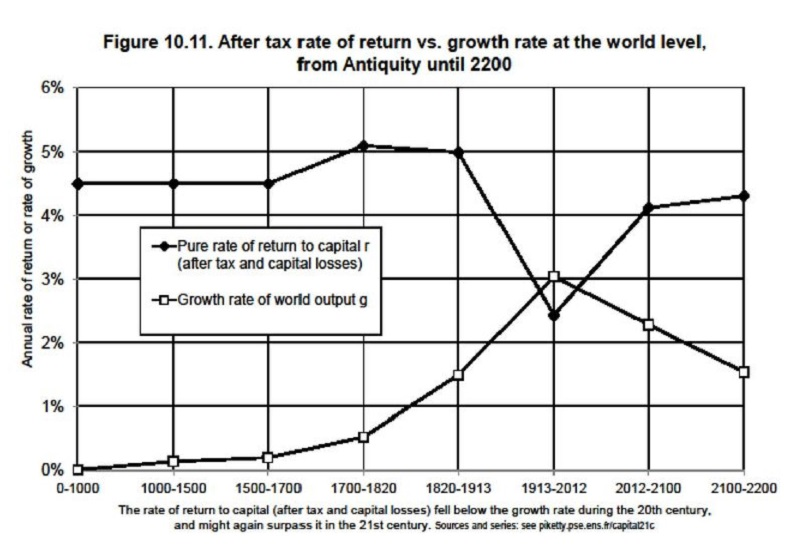 Figure 10.11. After tax rate of return vs. growth rate at the world level,
from Antiquity until 2200
6%
5%
4%
3%
2%
1%
0%
Annual rate of return or rate of growth
Pure rate of return to capital r
(after tax and capital losses)
Growth rate of world output g
0-1000 1000-1500 1500-1700 1700-1820 1820-1913 1913-2012 2012-2100 2100-2200
The rate of return to capital (after tax and capital losses) fell below the growth rate during the 20th century,
and might again surpass it in the 21st century. Sources and series: see piketty.pse.ens.fr/capital21c